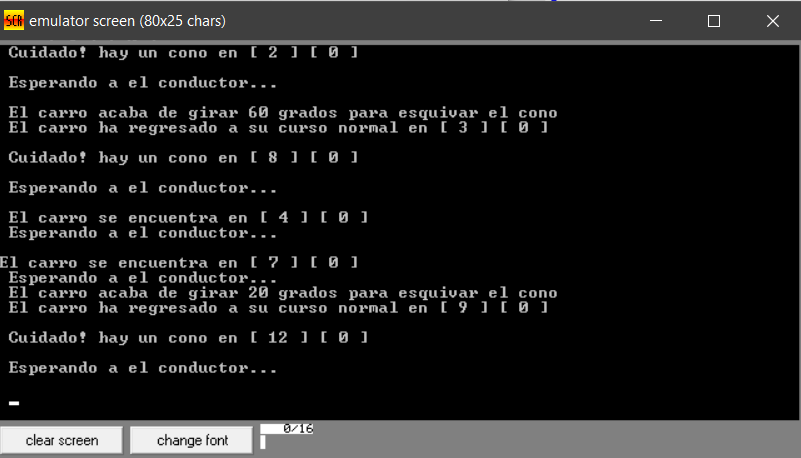 emulator screen (80x25 chars)
Cuidado! hay un cono en [ 2 ] [ 0 ]
Esperando a el conductor...
El carro acaba de girar 60 grados para esquivar el cono
El carro ha regresado a su curso normal en [ 3 ] [ 0 ]
Cuidado! hay un cono en [ 8 ] [ 0 ]
Esperando a el conductor...
El carro se encuentra en [ 4 ] [ 0 ]
Esperando a el conductor...
El carro se encuentra en [ 7 ] [ 0 ]
Esperando a el conductor...
El carro acaba de girar 20 grados para esquivar el cono
El carro ha regresado a su curso normal en [ 9 ] [ 0 ]
Cuidado! hay un cono en [ 12 ] [ 0 ]
Esperando a el conductor...
clear screen
change font
0/16